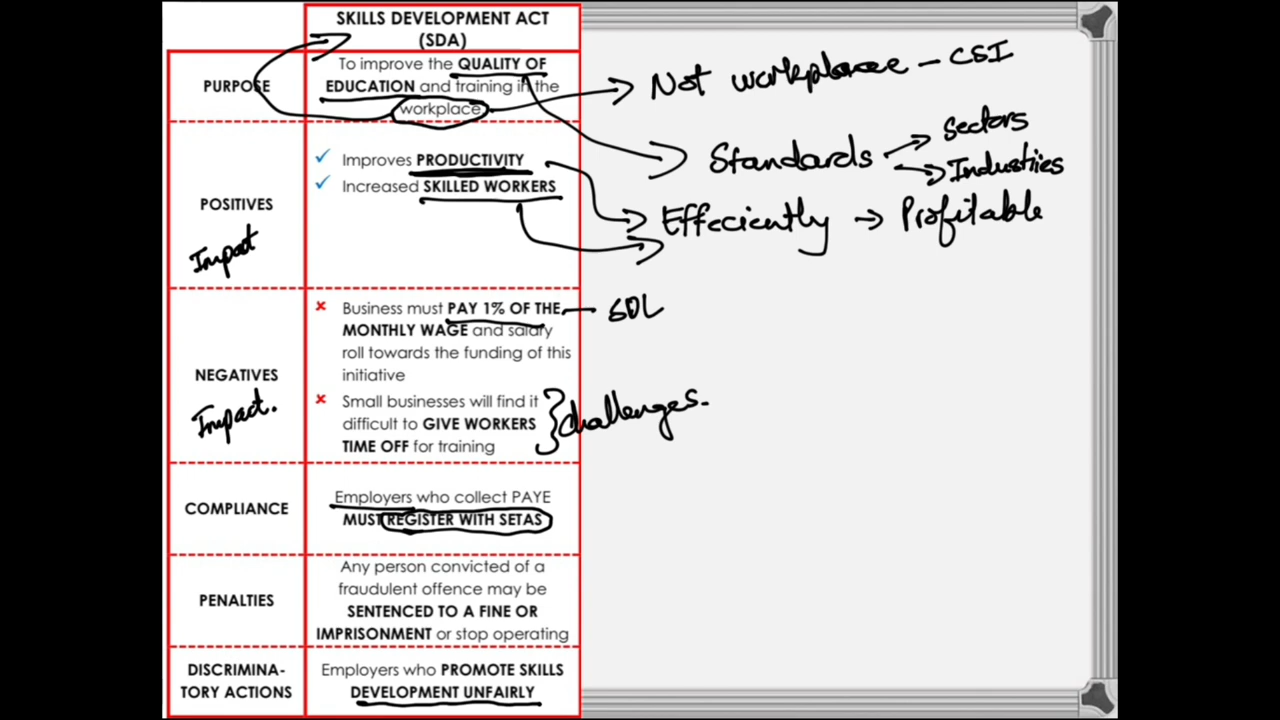 SKILLS DEVELOPMENT ACT
(SDA)
PURPOSE
To improve the QUALITY OF
EDUCATION and training in the
workplace
Not workplace - CSI
Standards
Sectors
Industiies
POSITIVES
Impact
✓ Improves PRODUCTIVITY
✓ Increased SKILLED WORKERS
Effeciently → Profitable
NEGATIVES
Impact.
✘ Business must PAY 1% OF THE
MONTHLY WAGE and salary
roll towards the funding of this
initiative
SDL
✘ Small businesses will find it
difficult to GIVE WORKERS
TIME OFF for training
challenges.
COMPLIANCE
Employers who collect PAYE
MUST REGISTER WITH SETAS
PENALTIES
Any person convicted of a
fraudulent offence may be
SENTENCED TO A FINE OR
IMPRISONMENT or stop operating
DISCRIMINA-
TORY ACTIONS
Employers who PROMOTE SKILLS
DEVELOPMENT UNFAIRLY